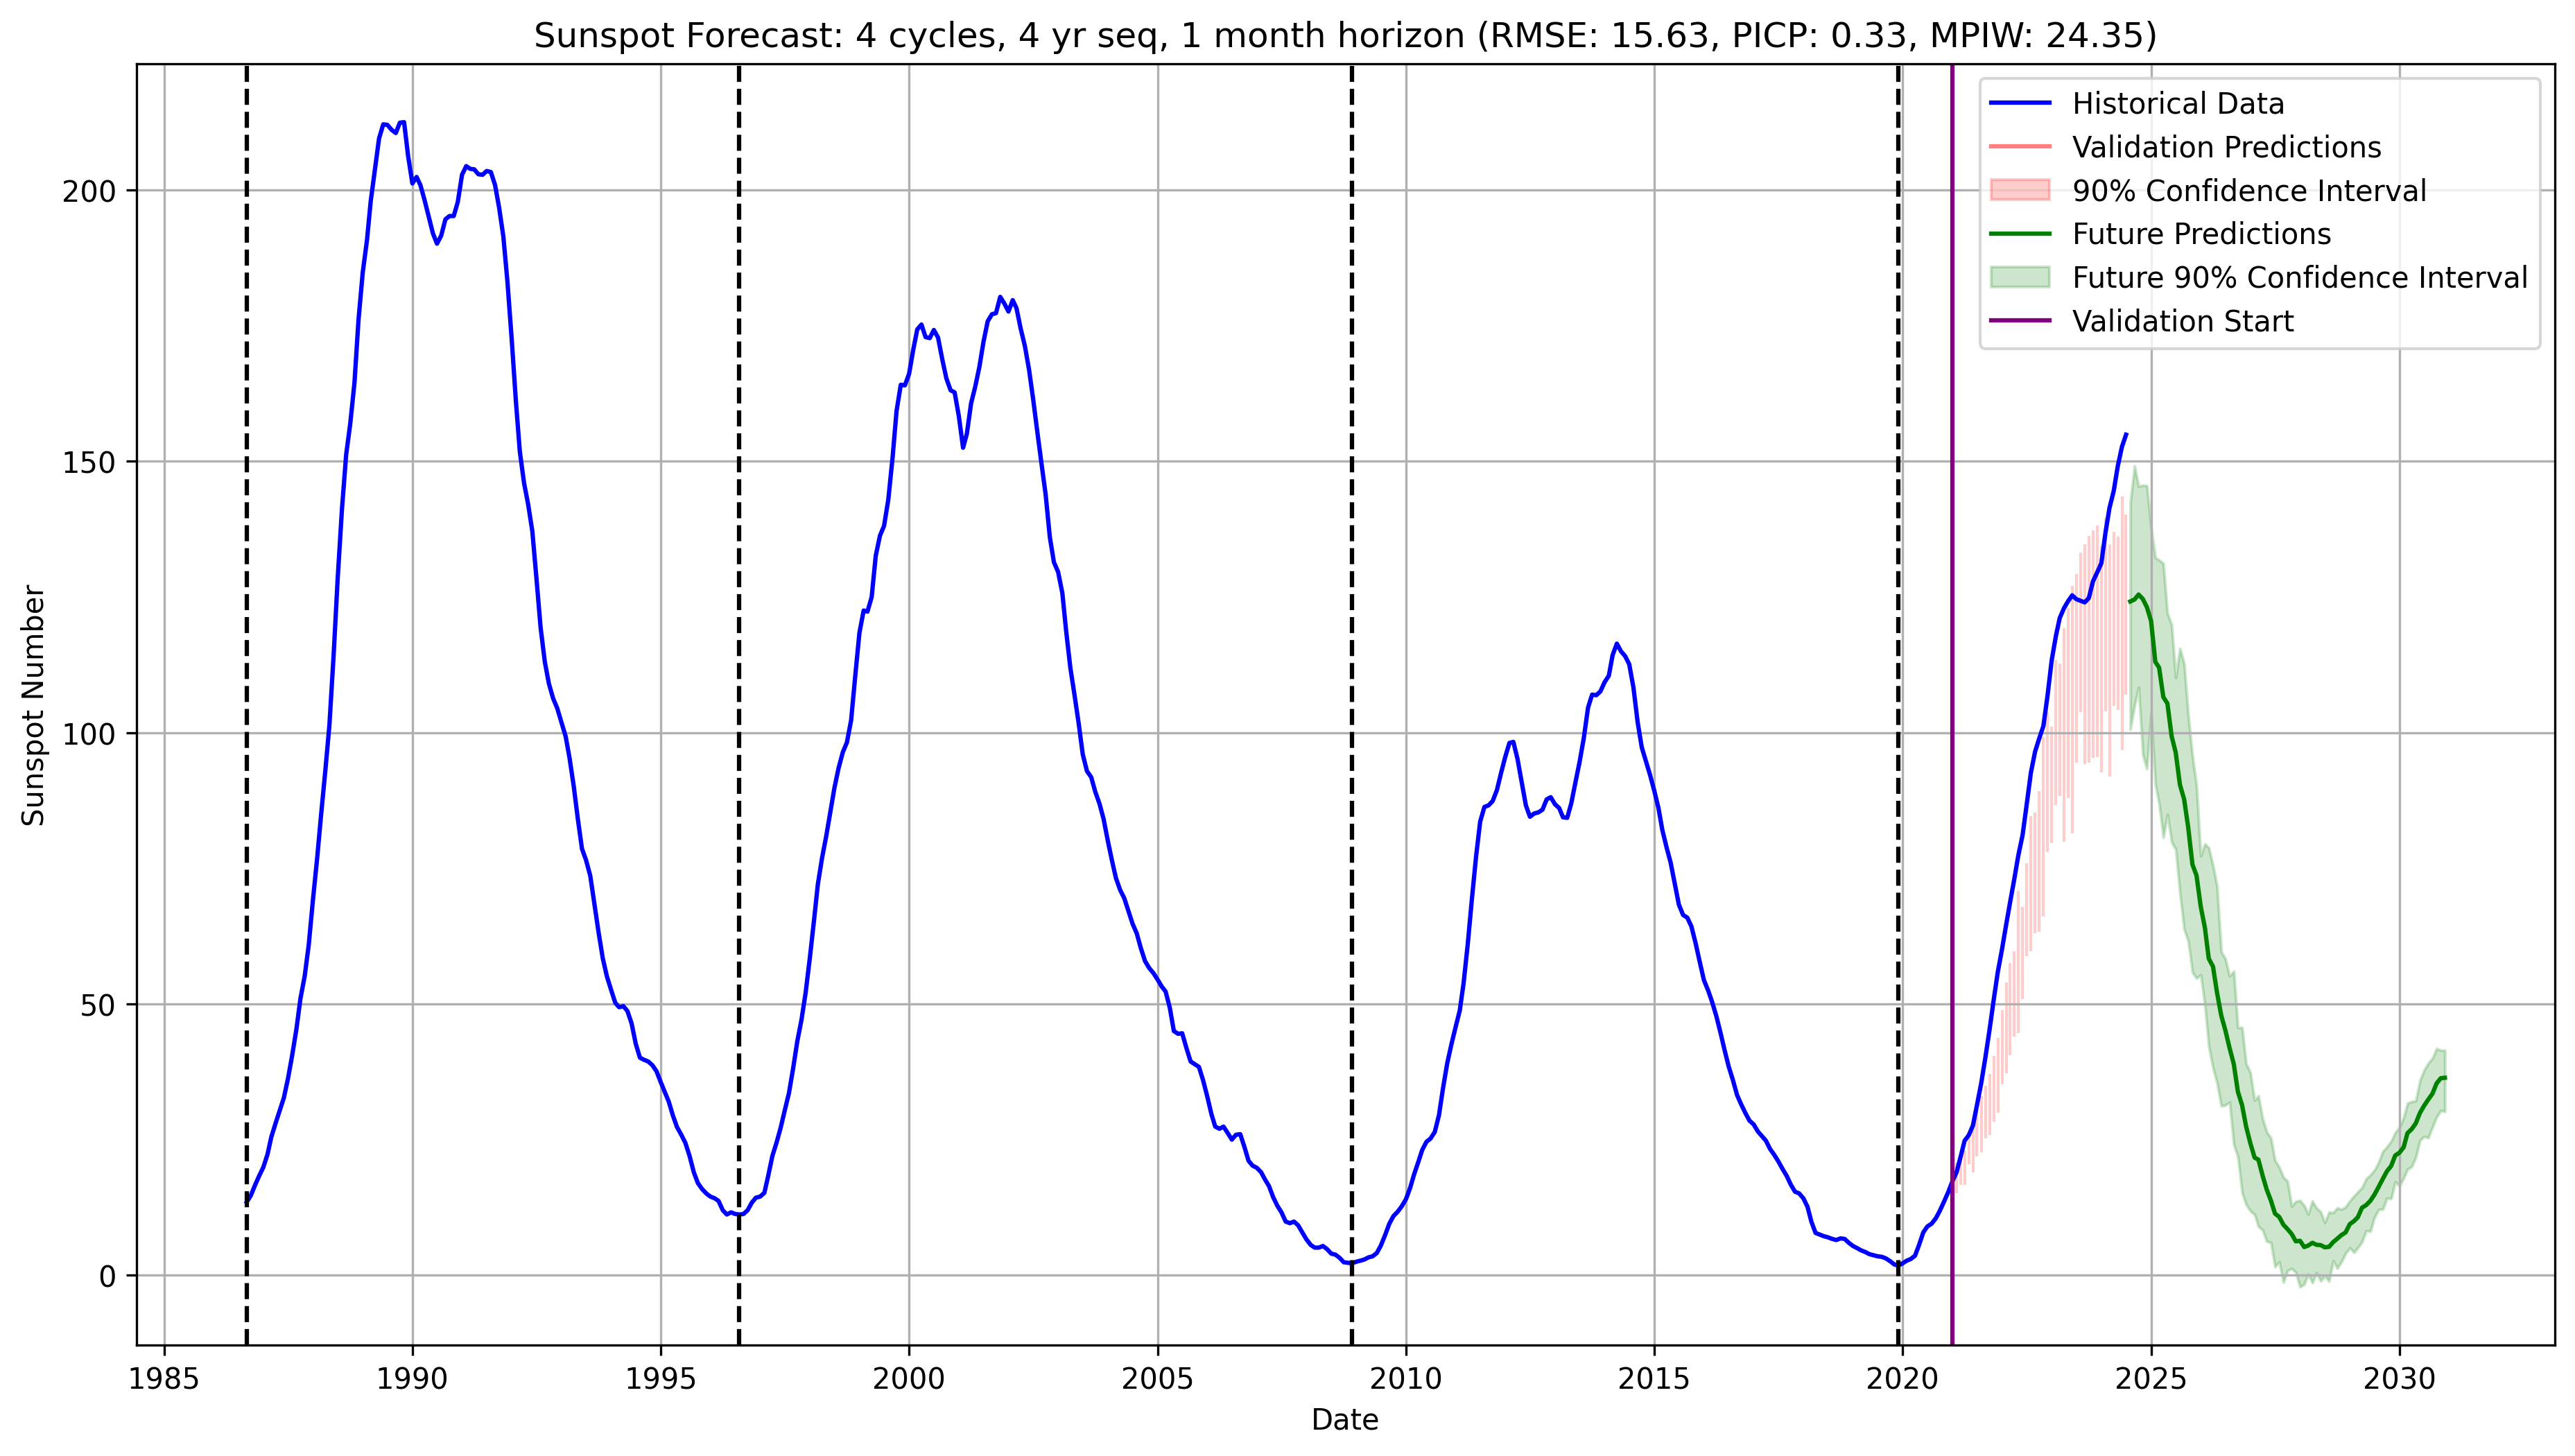 Sunspot Forecast: 4 cycles, 4 yr seq, 1 month horizon (RMSE: 15.63, PICP: 0.33, MPIW: 24.35)
Historical Data
Validation Predictions
90% Confidence Interval
Future Predictions
Future 90% Confidence Interval
Validation Start
Sunspot Number
200
150
100
50
0
1985 1990 1995 2000 2005 2010 2015 2020 2025 2030
Date